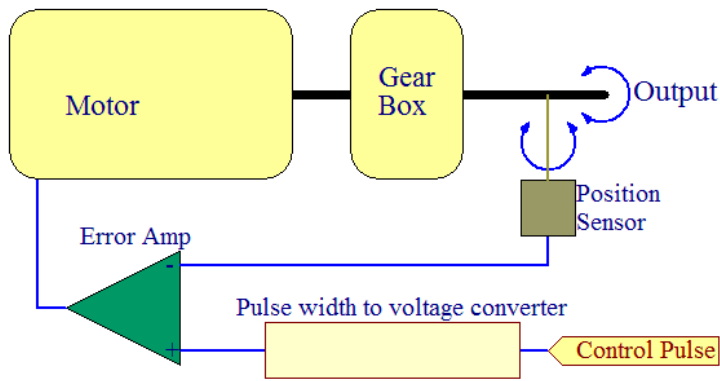 Motor
Gear
Box
Output
Position
Sensor
Error Amp
-
Pulse width to voltage converter
+
Control Pulse